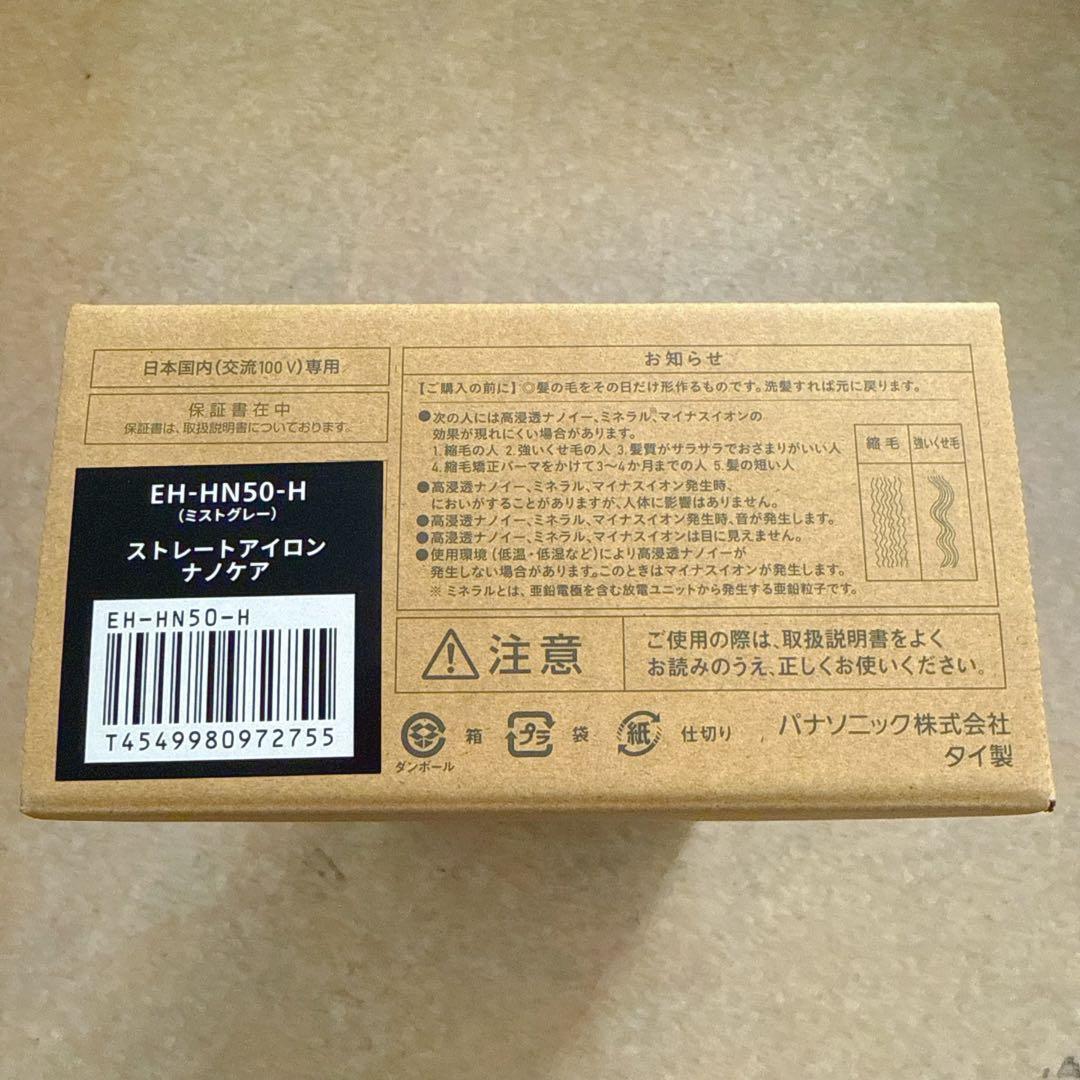 日本国内(交流100 V)専用
保証書在中
保証書は、取扱説明書についております。
EH-HN50-H
(ミストグレー)
ストレートアイロン
ナノケア
EH-HN50-H
T4549980972755
お知らせ
【ご購入の前に】◎髪の毛をその日だけ形作るものです。洗髪すれば元に戻ります。
●次の人には高浸透ナノイー、ミネラル、マイナスイオンの
効果が現れにくい場合があります。
1.縮毛の人 2.強いくせ毛の人 3.髪質がサラサラでおさまりがいい人
4.縮毛矯正パーマをかけて3〜4か月までの人 5.髪の短い人
●高浸透ナノイー、ミネラル、マイナスイオン発生時、
においがすることがありますが、人体に影響はありません。
●高浸透ナノイー、ミネラル、マイナスイオン発生時、音が発生します。
●高浸透ナノイー、ミネラル、マイナスイオンは目に見えません。
●使用環境(低温・低湿など)により高浸透ナノイーが
発生しない場合があります。このときはマイナスイオンが発生します。
※ミネラルとは、亜鉛電極を含む放電ユニットから発生する亜鉛粒子です。
縮毛 強いくせ毛
注意
ご使用の際は、取扱説明書をよく
お読みのうえ、正しくお使いください。
ダンボール
箱
プラ
袋
紙
仕切り
パナソニック株式会社
タイ製